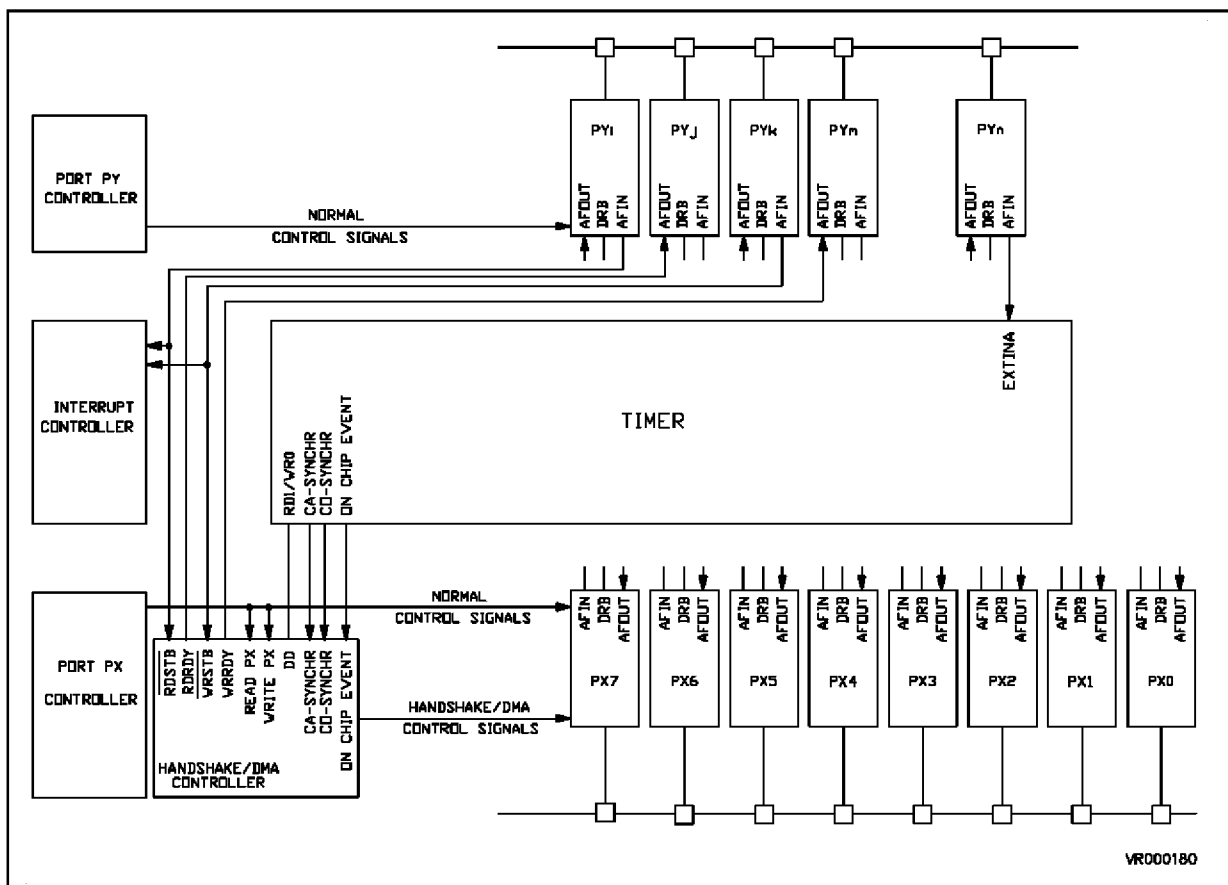 PYi
PYj
PYk
PYm
PYn
AFOUT
DRB
AFIN
AFOUT
DRB
AFIN
AFOUT
DRB
AFIN
AFOUT
DRB
AFIN
AFOUT
DRB
AFIN
PORT PY
CONTROLLER
NORMAL
CONTROL SIGNALS
INTERRUPT
CONTROLLER
TIMER
EXTINA
RDI/WRO
CA-SYNCHR
CO-SYNCHR
ON CHIP EVENT
PORT PX
CONTROLLER
NORMAL
CONTROL SIGNALS
HANDSHAKE/DMA
CONTROL SIGNALS
RDSTB
RDRDY
WRSTB
WRRDY
READ PX
WRITE PX
DD
CA-SYNCHR
CO-SYNCHR
ON CHIP EVENT
HANDSHAKE/DMA
CONTROLLER
AFIN
DRB
AFOUT
AFIN
DRB
AFOUT
AFIN
DRB
AFOUT
AFIN
DRB
AFOUT
AFIN
DRB
AFOUT
AFIN
DRB
AFOUT
AFIN
DRB
AFOUT
AFIN
DRB
AFOUT
PX7
PX6
PX5
PX4
PX3
PX2
PX1
PX0
VR000180